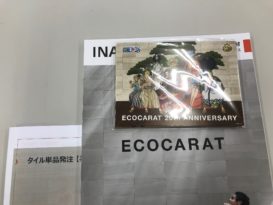 INA
ECOCARAT 20th ANNIVERSARY
ECOCARAT
タイル単品発注【